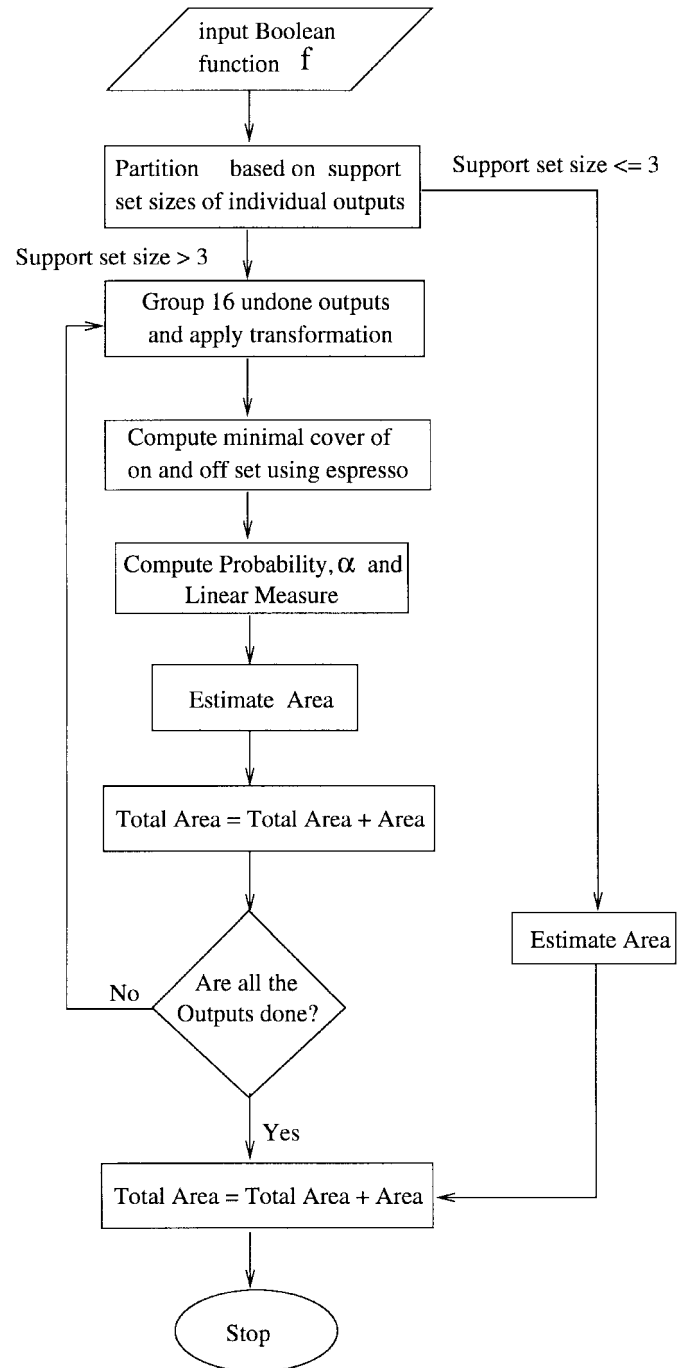 input Boolean
function f
Partition based on support
set sizes of individual outputs
Support set size <= 3
Support set size > 3
Group 16 undone outputs
and apply transformation
Compute minimal cover of
on and off set using espresso
Compute Probability, α and
Linear Measure
Estimate Area
Total Area = Total Area + Area
Estimate Area
Are all the
Outputs done?
No
Yes
Total Area = Total Area + Area
Stop